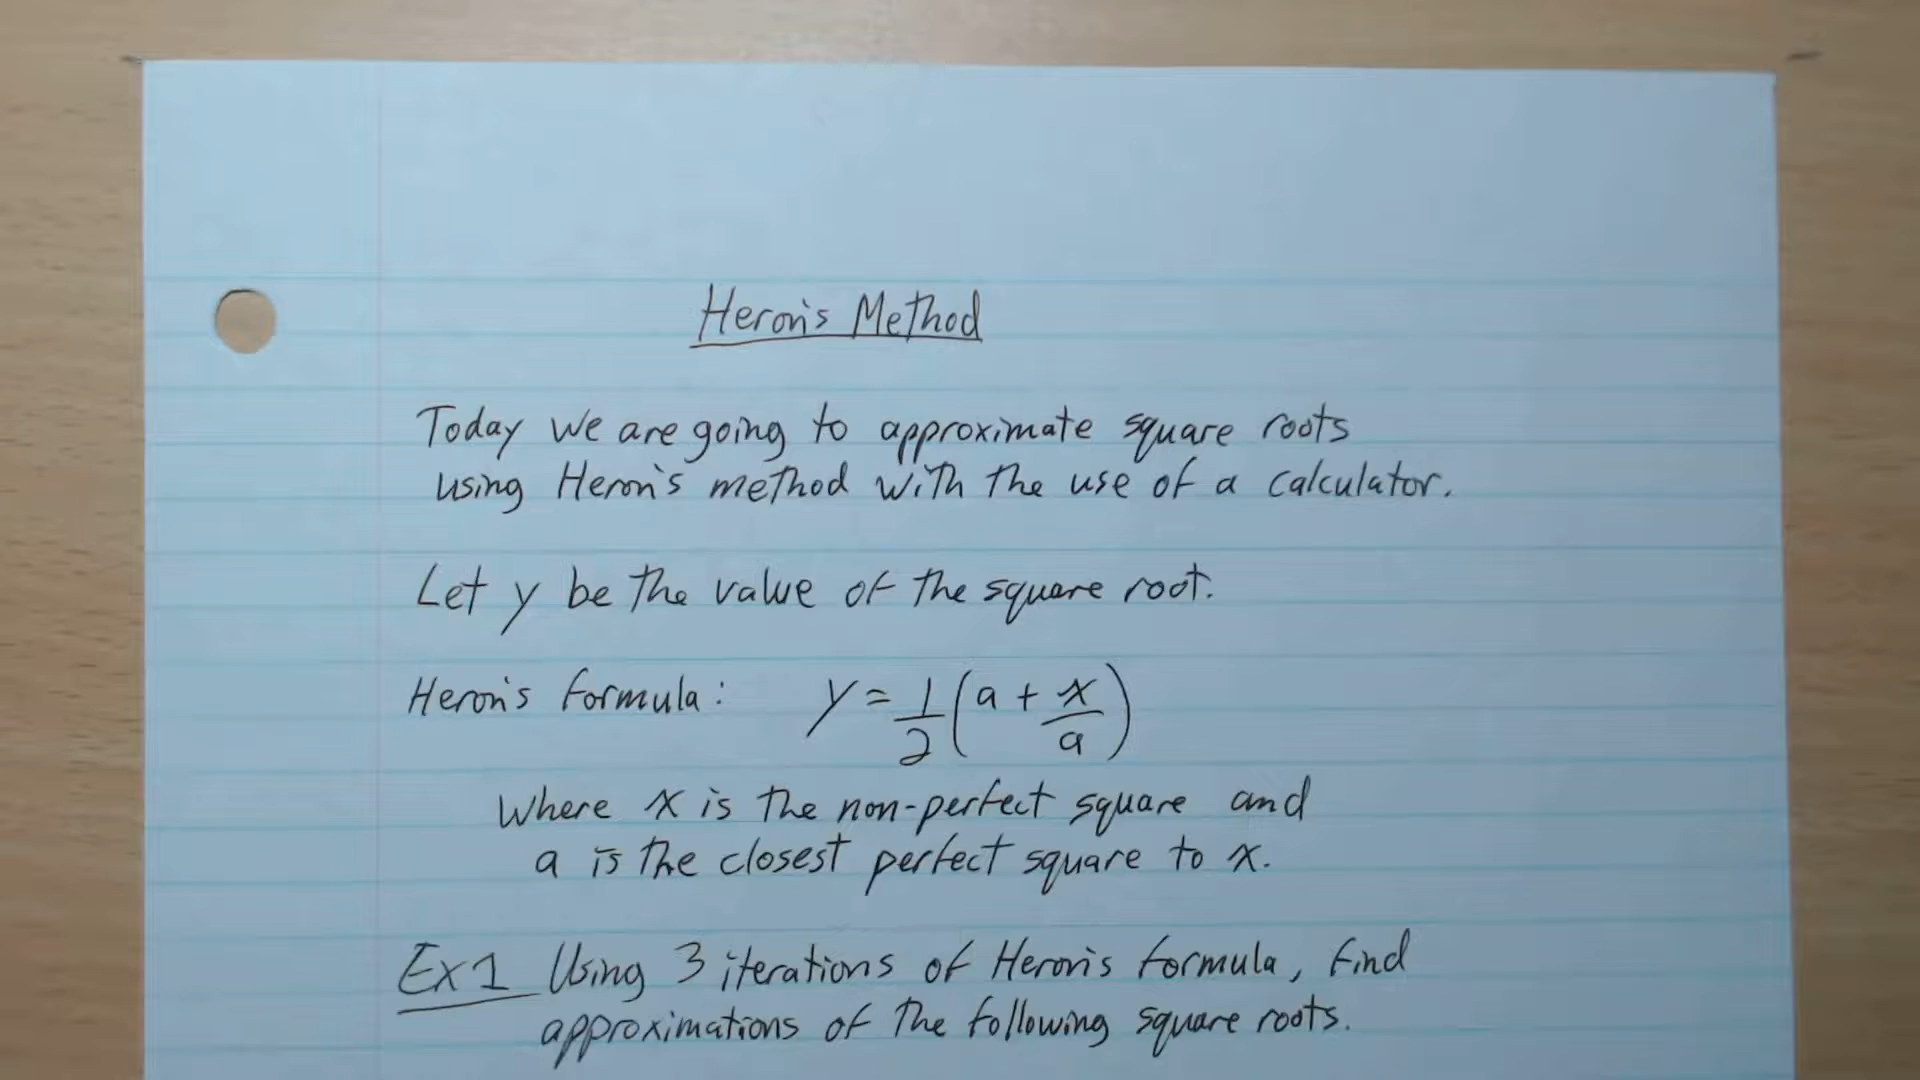 Heron's Method
Today we are going to approximate square roots
using Heron's method with the use of a calculator.
Let y be the value of the square root.
Heron's formula: y = 1/2 (a + x/a)
Where x is the non-perfect square and
a is the closest perfect square to x.
Ex1 Using 3 iterations of Heron's formula, find
approximations of the following square roots.